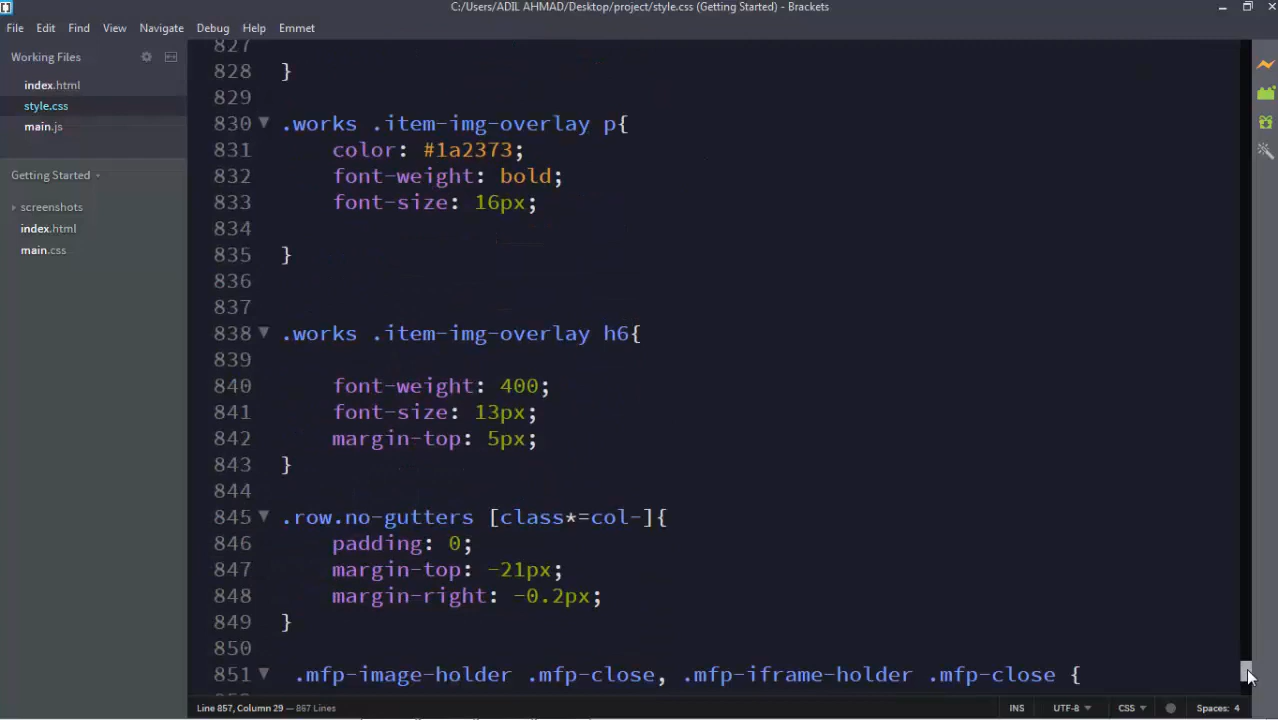 C:/Users/ADIL AHMAD/Desktop/project/style.css (Getting Started) - Brackets
File Edit Find View Navigate Debug Help Emmet
Working Files
index.html
style.css
main.js
Getting Started
screenshots
index.html
main.css
827
828 }
829
830 .works .item-img-overlay p{
831 color: #1a2373;
832 font-weight: bold;
833 font-size: 16px;
834
835 }
836
837
838 .works .item-img-overlay h6{
839
840 font-weight: 400;
841 font-size: 13px;
842 margin-top: 5px;
843 }
844
845 .row.no-gutters [class*=col-]{
846 padding: 0;
847 margin-top: -21px;
848 margin-right: -0.2px;
849 }
850
851 .mfp-image-holder .mfp-close, .mfp-iframe-holder .mfp-close {
Line 857, Column 29 — 867 Lines
INS UTF-8 CSS Spaces: 4